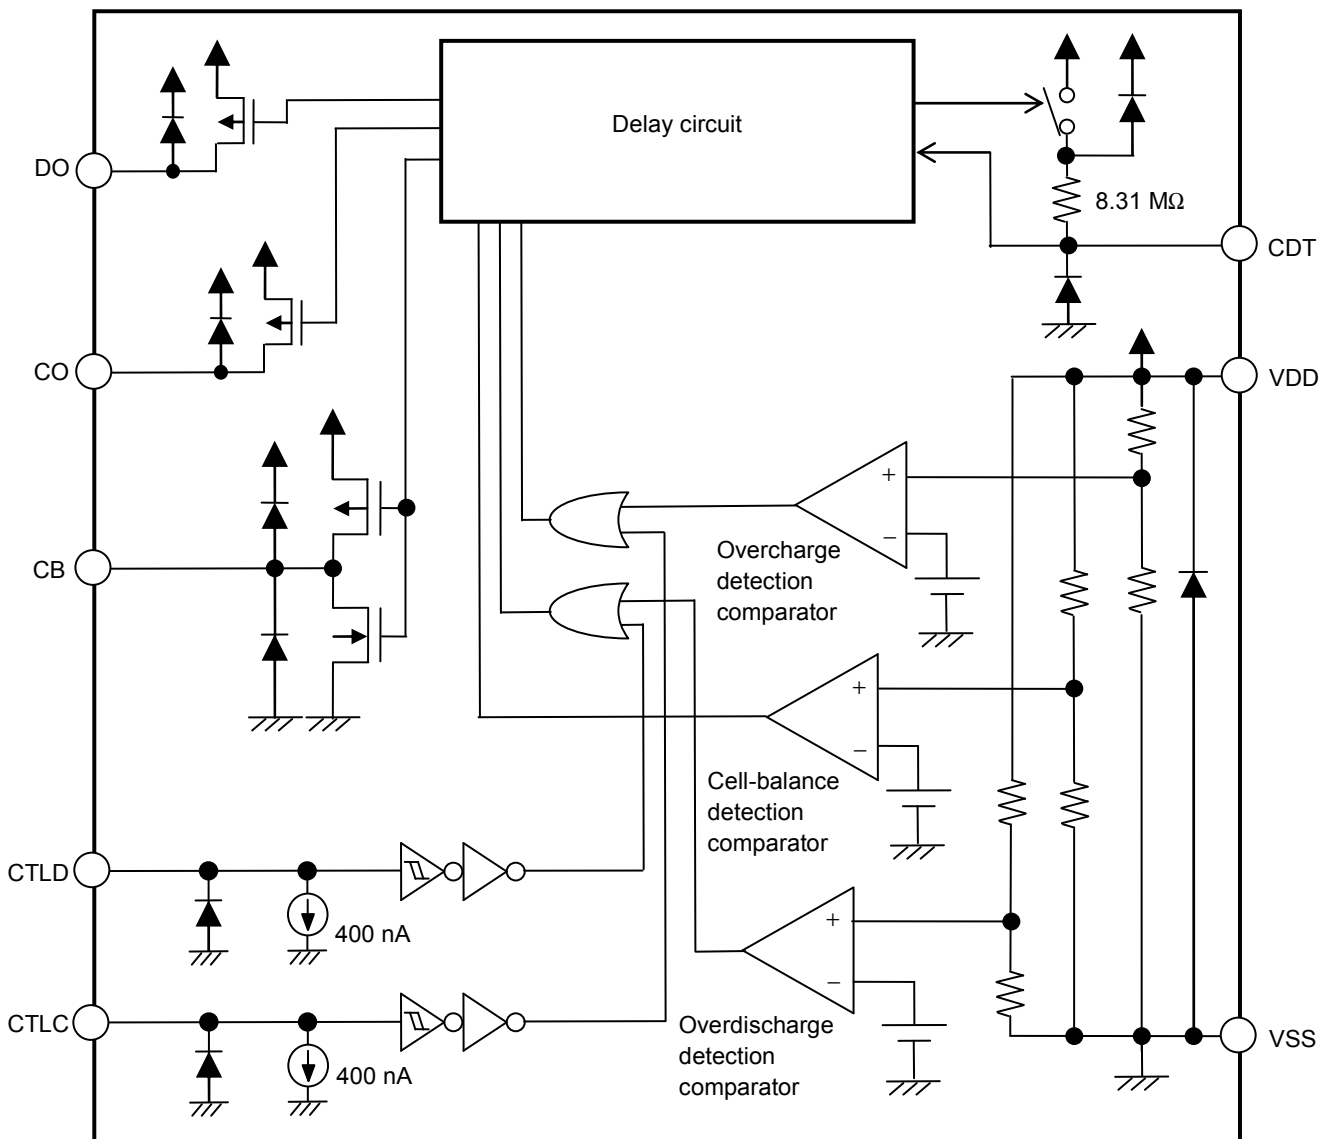 Delay circuit
DO
8.31 MΩ
CDT
CO
VDD
+
−
Overcharge
detection
comparator
CB
+
−
Cell-balance
detection
comparator
CTLD
400 nA
+
−
Overdischarge
detection
comparator
CTLC
400 nA
VSS